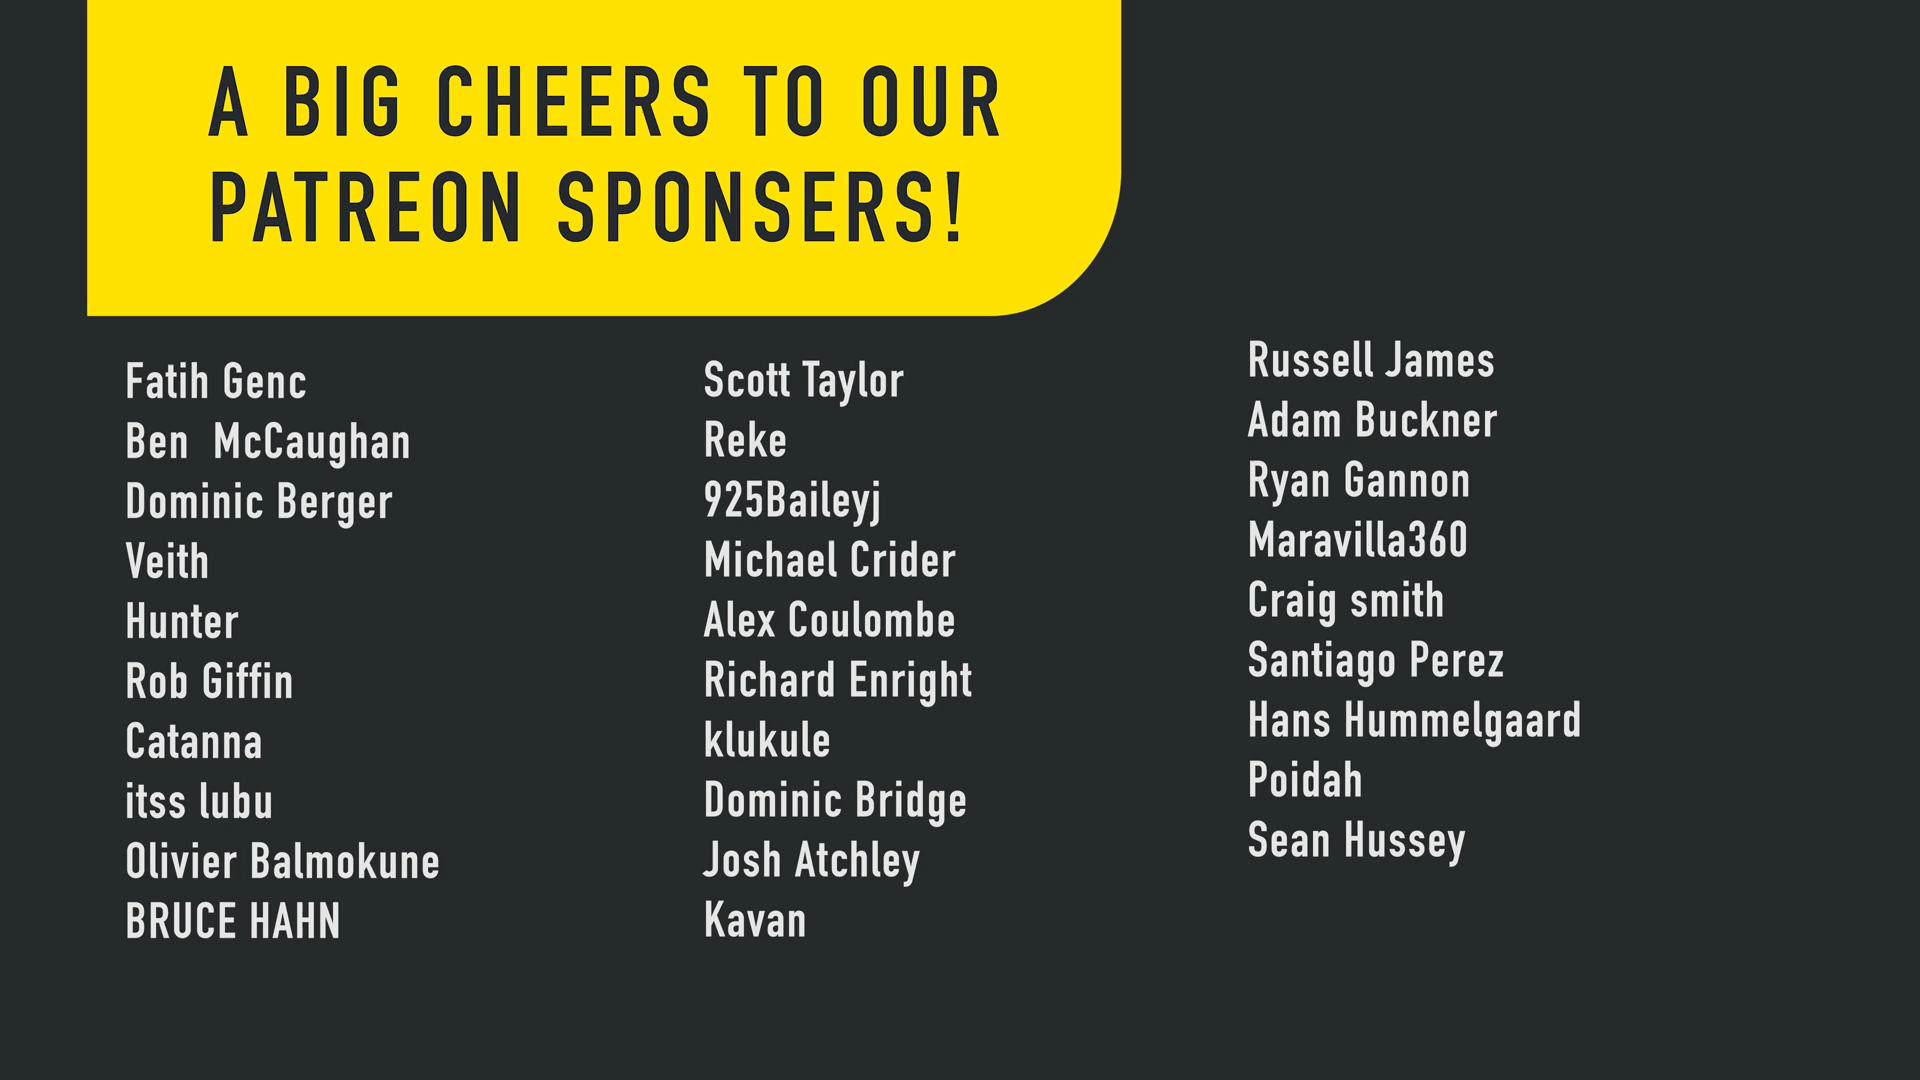 A BIG CHEERS TO OUR
PATREON SPONSERS!
Fatih Genc
Ben  McCaughan
Dominic Berger
Veith
Hunter
Rob Giffin
Catanna
itss lubu
Olivier Balmokune
BRUCE HAHN
Scott Taylor
Reke
925Baileyj
Michael Crider
Alex Coulombe
Richard Enright
klukule
Dominic Bridge
Josh Atchley
Kavan
Russell James
Adam Buckner
Ryan Gannon
Maravilla360
Craig smith
Santiago Perez
Hans Hummelgaard
Poidah
Sean Hussey